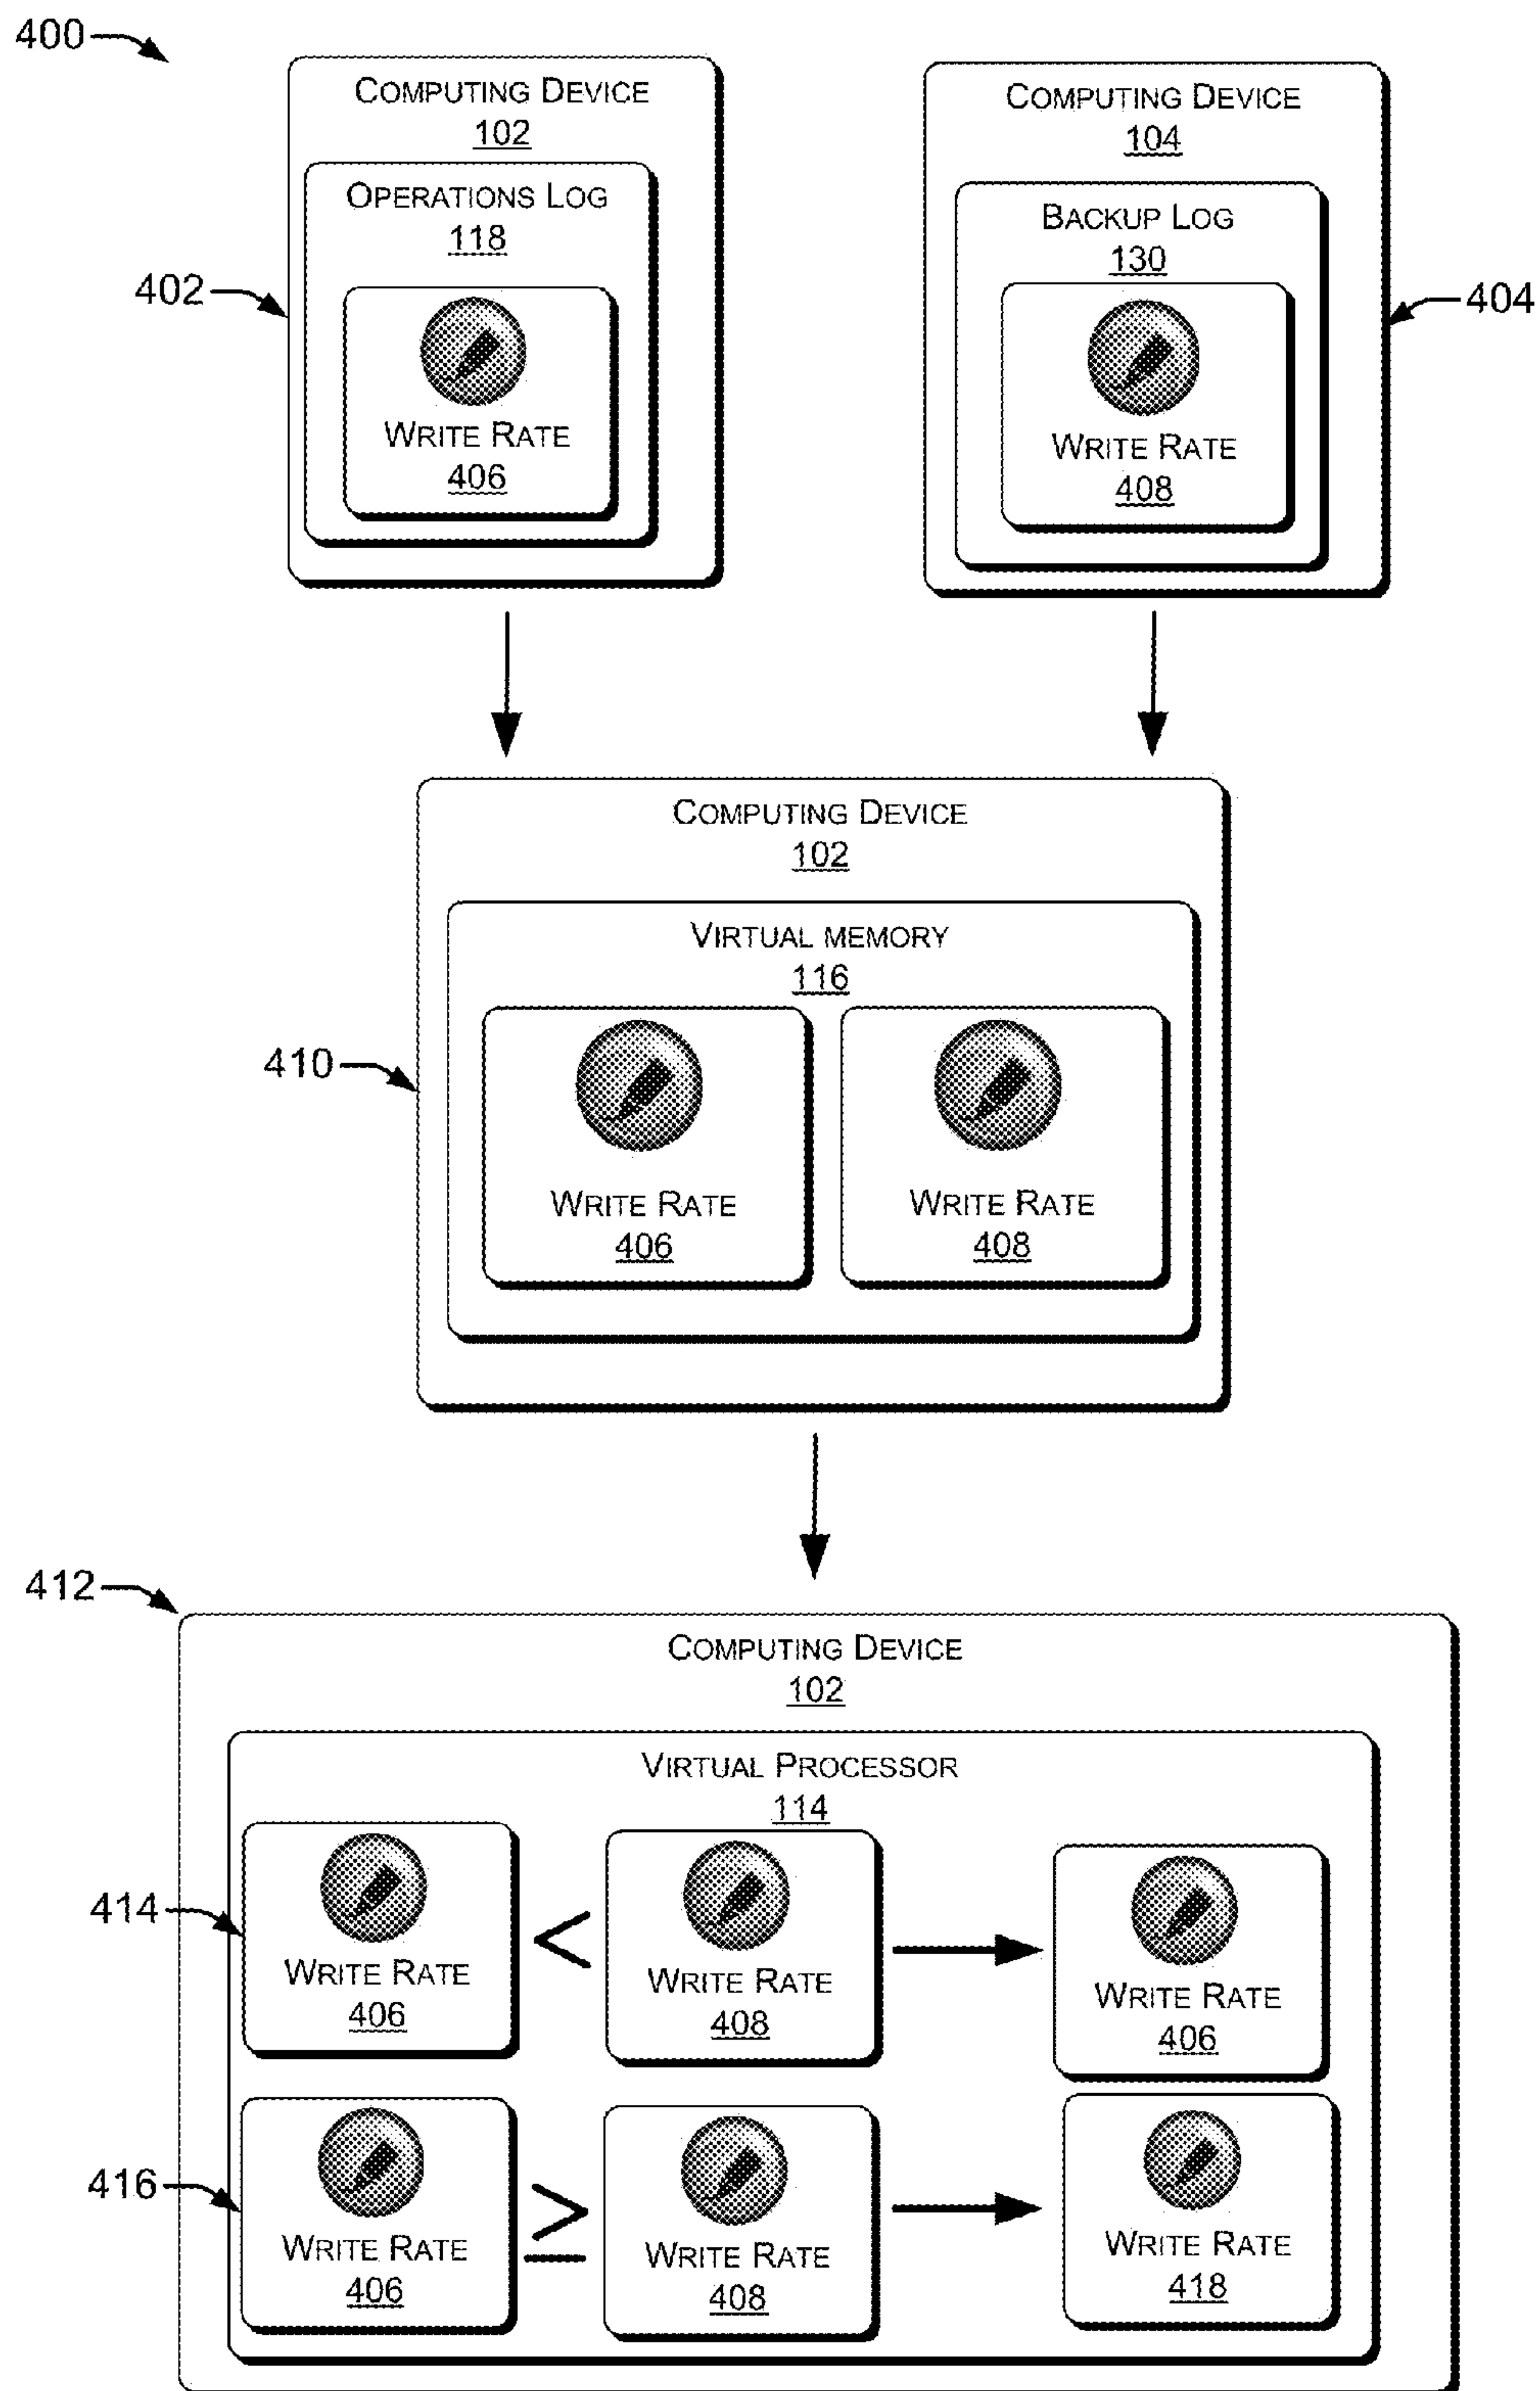 400
COMPUTING DEVICE
102
OPERATIONS LOG
118
402
WRITE RATE
406
COMPUTING DEVICE
104
BACKUP LOG
130
404
WRITE RATE
408
COMPUTING DEVICE
102
VIRTUAL MEMORY
116
410
WRITE RATE
406
WRITE RATE
408
412
COMPUTING DEVICE
102
VIRTUAL PROCESSOR
114
414
WRITE RATE
406
<
WRITE RATE
408
WRITE RATE
406
416
WRITE RATE
406
≥
WRITE RATE
408
WRITE RATE
418